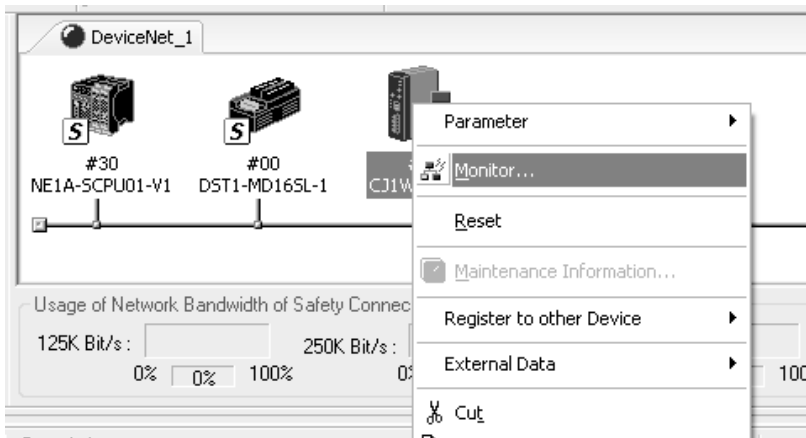 DeviceNet_1
S
S
#30
#00
NE1A-SCPU01-V1
DST1-MD16SL-1
CJ1W
Parameter
Monitor...
Reset
Maintenance Information...
Register to other Device
External Data
Cut
Usage of Network Bandwidth of Safety Connec
125K Bit/s :
250K Bit/s :
0%
0%
100%
0
100